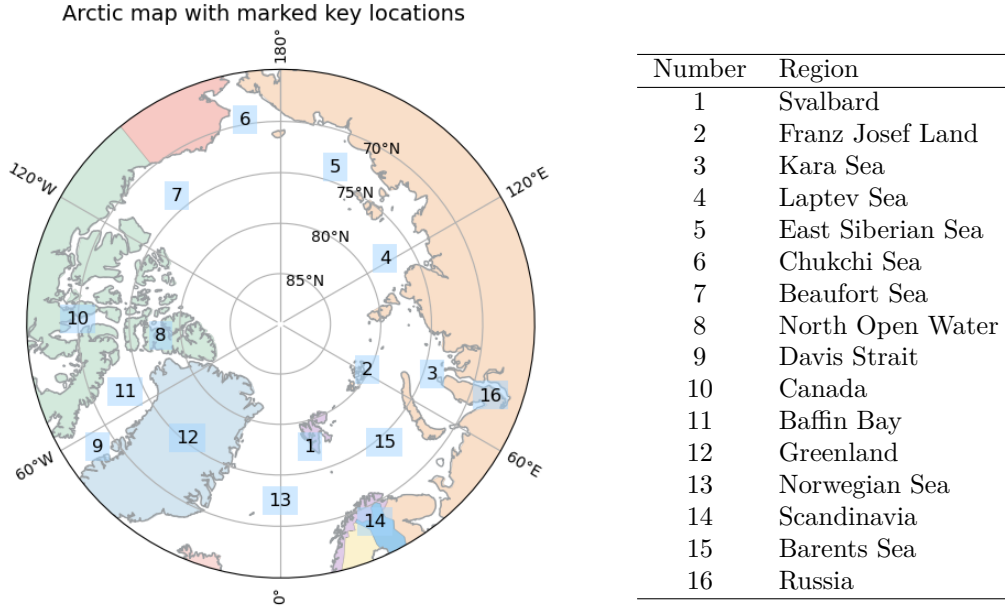 Arctic map with marked key locations
180°
120°W
120°E
60°W
60°E
0°
70°N
75°N
80°N
85°N
6
5
7
4
10
8
2
3
11
16
12
9
1
15
13
14
Number Region
1 Svalbard
2 Franz Josef Land
3 Kara Sea
4 Laptev Sea
5 East Siberian Sea
6 Chukchi Sea
7 Beaufort Sea
8 North Open Water
9 Davis Strait
10 Canada
11 Baffin Bay
12 Greenland
13 Norwegian Sea
14 Scandinavia
15 Barents Sea
16 Russia